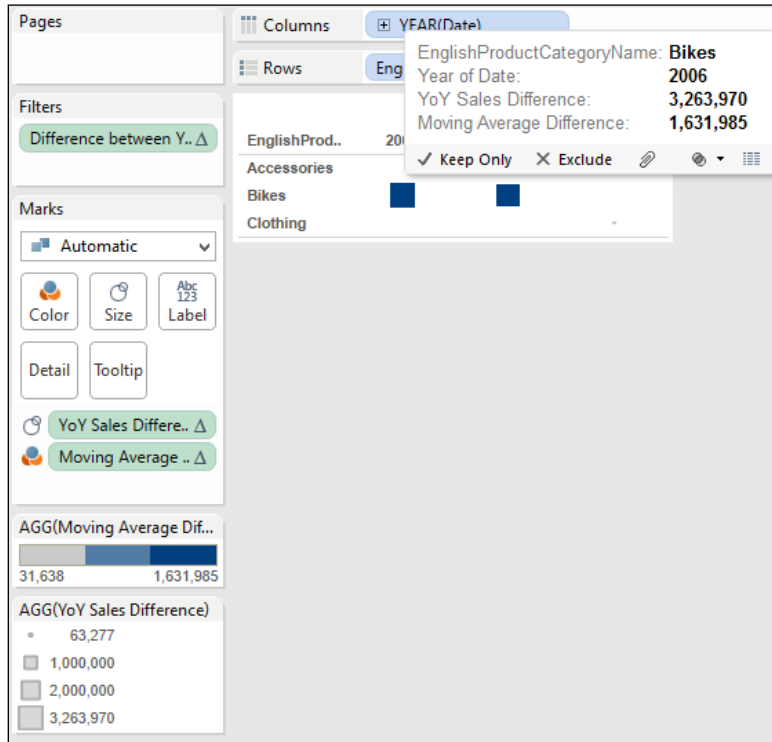 Pages
Columns
YEAR(Date)
Rows
Eng
EnglishProductCategoryName: Bikes
Year of Date: 2006
YoY Sales Difference: 3,263,970
Moving Average Difference: 1,631,985
Keep Only Exclude
Filters
Difference between Y..
EnglishProd..
Accessories
Bikes
Clothing
Marks
Automatic
Color
Size
Abc
123
Label
Detail
Tooltip
YoY Sales Differe..
Moving Average ..
AGG(Moving Average Dif...
31,638 1,631,985
AGG(YoY Sales Difference)
63,277
1,000,000
2,000,000
3,263,970